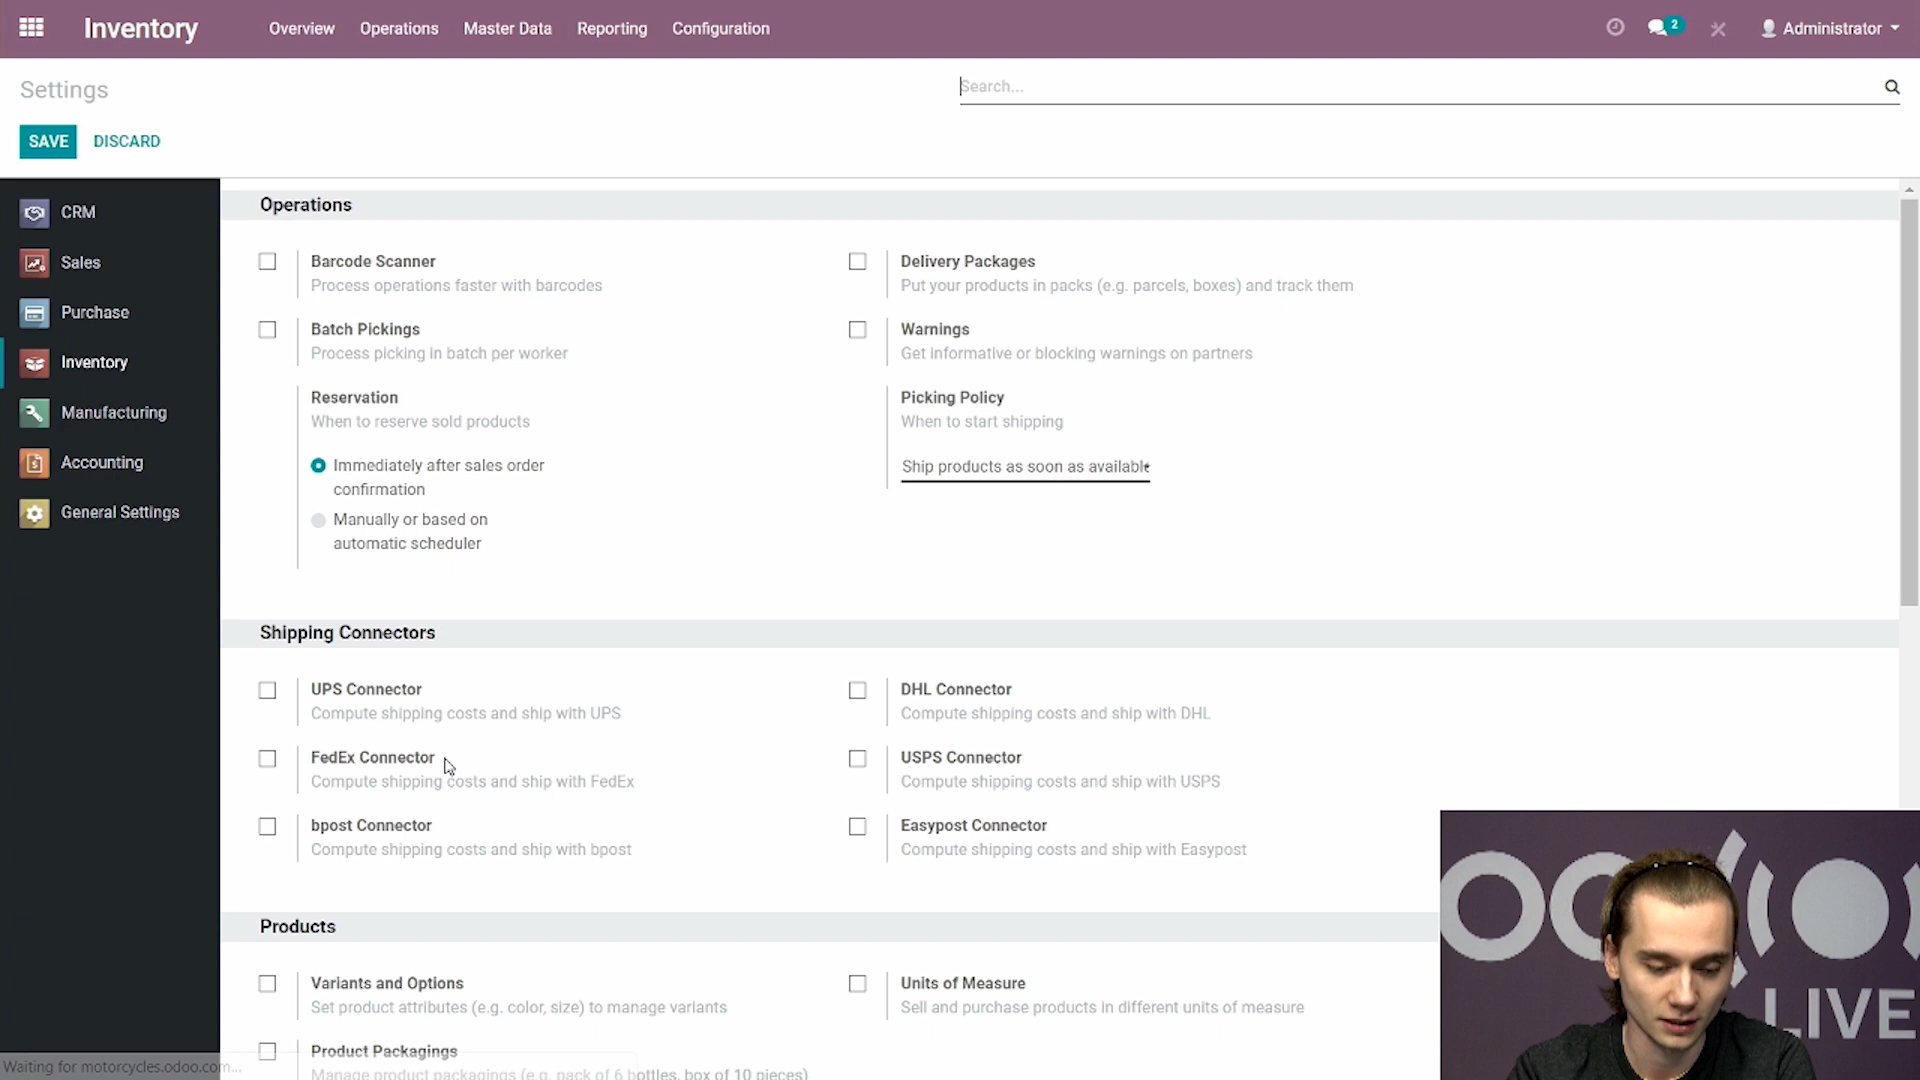 Inventory
Overview
Operations
Master Data
Reporting
Configuration
2
Administrator
Settings
Search...
SAVE
DISCARD
CRM
Sales
Purchase
Inventory
Manufacturing
Accounting
General Settings
Operations
Barcode Scanner
Process operations faster with barcodes
Delivery Packages
Put your products in packs (e.g. parcels, boxes) and track them
Batch Pickings
Process picking in batch per worker
Warnings
Get informative or blocking warnings on partners
Reservation
When to reserve sold products
Immediately after sales order
confirmation
Manually or based on
automatic scheduler
Picking Policy
When to start shipping
Ship products as soon as available
Shipping Connectors
UPS Connector
Compute shipping costs and ship with UPS
DHL Connector
Compute shipping costs and ship with DHL
FedEx Connector
Compute shipping costs and ship with FedEx
USPS Connector
Compute shipping costs and ship with USPS
bpost Connector
Compute shipping costs and ship with bpost
Easypost Connector
Compute shipping costs and ship with Easypost
Products
Variants and Options
Set product attributes (e.g. color, size) to manage variants
Units of Measure
Sell and purchase products in different units of measure
Product Packagings
Manage product packagings (e.g. pack of 6 bottles, box of 10 pieces)
Waiting for motorcycles.odoo.com...
LIVE